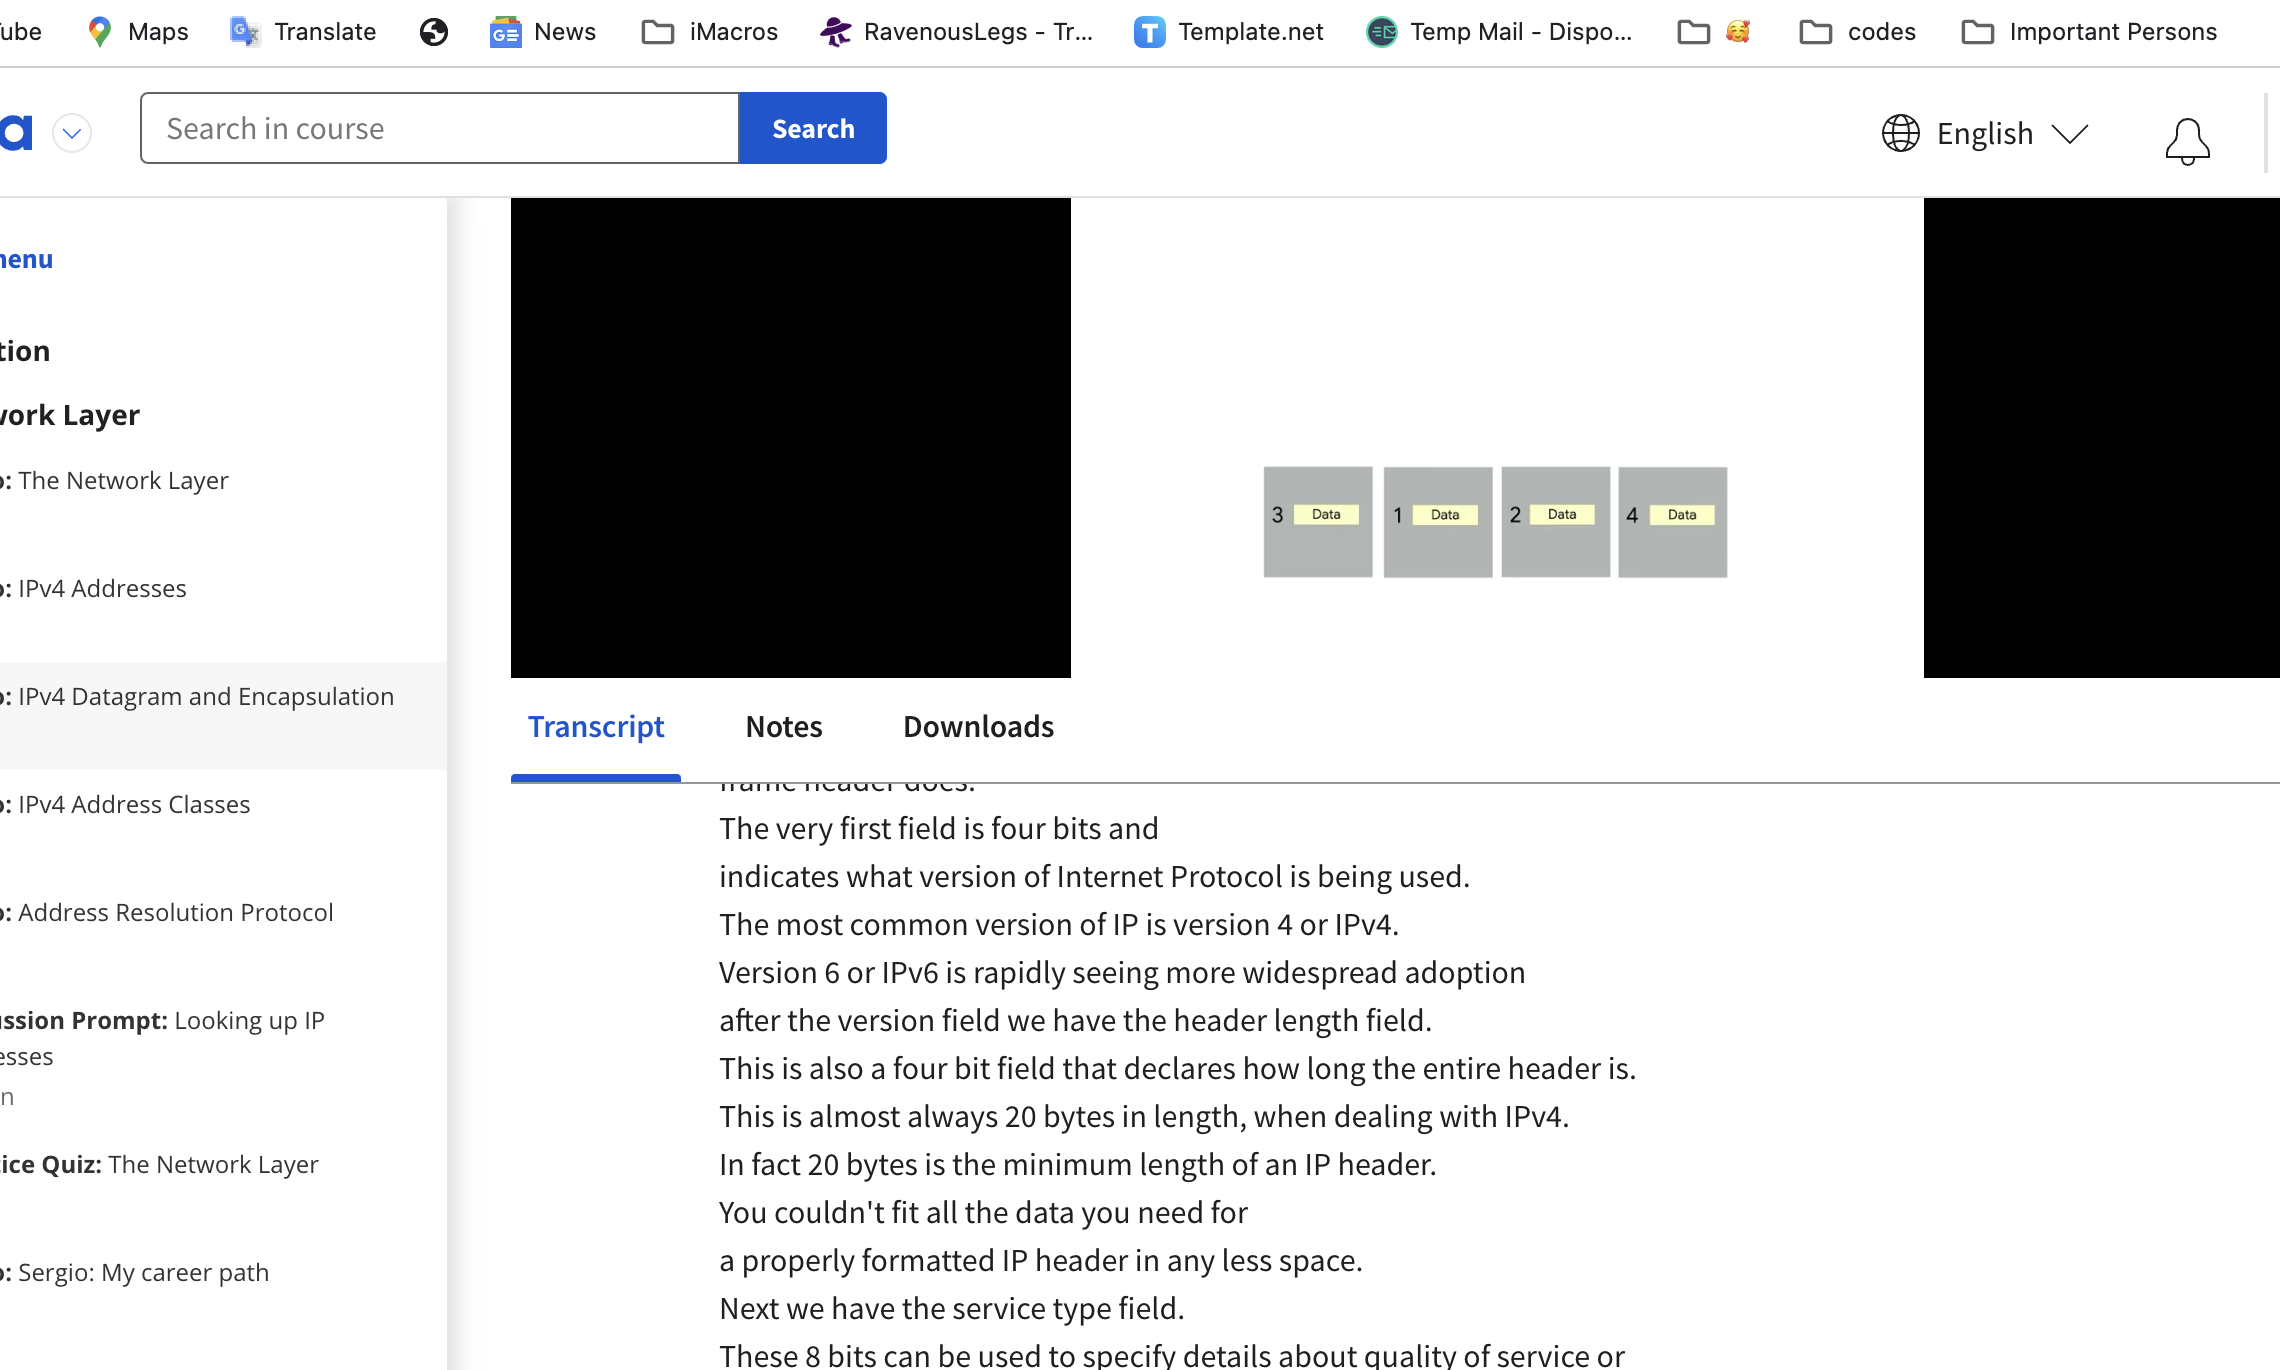 ube Maps Translate News iMacros RavenousLegs - Tr... Template.net Temp Mail - Dispo... codes Important Persons
a Search in course Search English
enu
tion
ork Layer
o: The Network Layer
o: IPv4 Addresses
o: IPv4 Datagram and Encapsulation
o: IPv4 Address Classes
o: Address Resolution Protocol
ussion Prompt: Looking up IP
esses
n
tice Quiz: The Network Layer
o: Sergio: My career path
3 Data 1 Data 2 Data 4 Data
Transcript Notes Downloads
frame header does.
The very first field is four bits and
indicates what version of Internet Protocol is being used.
The most common version of IP is version 4 or IPv4.
Version 6 or IPv6 is rapidly seeing more widespread adoption
after the version field we have the header length field.
This is also a four bit field that declares how long the entire header is.
This is almost always 20 bytes in length, when dealing with IPv4.
In fact 20 bytes is the minimum length of an IP header.
You couldn't fit all the data you need for
a properly formatted IP header in any less space.
Next we have the service type field.
These 8 bits can be used to specify details about quality of service or